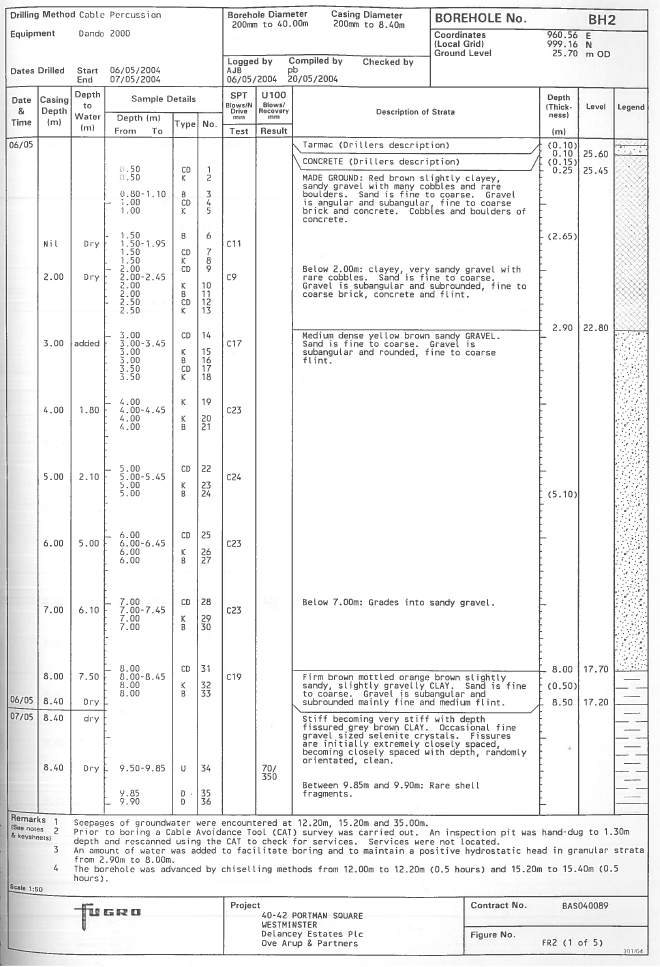 Drilling Method Cable Percussion
Equipment Dando 2000
Dates Drilled Start 06/05/2004
End 07/05/2004
Borehole Diameter Casing Diameter
200mm to 40.00m 200mm to 8.40m
Logged by Compiled by Checked by
AJB pb
06/05/2004 20/05/2004
BOREHOLE No. BH2
Coordinates 960.56 E
(Local Grid) 999.16 N
Ground Level 25.70 m OD
Date & Time
Casing Depth (m)
Depth to Water (m)
Sample Details
Depth (m) From To Type No.
SPT Blows/N Drive mm Test
U100 Blows/ Recovery mm Result
Description of Strata
Depth (Thick-ness) (m)
Level
Legend
06/05
Tarmac (Drillers description) (0.10)
0.10 25.60
CONCRETE (Drillers description) (0.15)
0.25 25.45
0.50 CD 1
0.50 K 2
0.80-1.10 B 3
1.00 CD 4
1.00 K 5
MADE GROUND: Red brown slightly clayey,
sandy gravel with many cobbles and rare
boulders. Sand is fine to coarse. Gravel
is angular and subangular, fine to coarse
brick and concrete. Cobbles and boulders of
concrete.
(2.65)
1.50 B 6
Nil Dry 1.50-1.95 C11
1.50 CD 7
1.50 K 8
2.00 CD 9
2.00 Dry 2.00-2.45 C9
2.00 K 10
2.00 B 11
2.50 CD 12
2.50 K 13
Below 2.00m: clayey, very sandy gravel with
rare cobbles. Sand is fine to coarse.
Gravel is subangular and subrounded, fine to
coarse brick, concrete and flint.
2.90 22.80
3.00 CD 14
3.00 added 3.00-3.45 C17
3.00 K 15
3.00 B 16
3.50 CD 17
3.50 K 18
Medium dense yellow brown sandy GRAVEL.
Sand is fine to coarse. Gravel is
subangular and rounded, fine to coarse
flint.
4.00 K 19
4.00 1.80 4.00-4.45 C23
4.00 K 20
4.00 B 21
5.00 CD 22
5.00 2.10 5.00-5.45 C24
5.00 K 23
5.00 B 24
(5.10)
6.00 CD 25
6.00 5.00 6.00-6.45 C23
6.00 K 26
6.00 B 27
7.00 CD 28
7.00 6.10 7.00-7.45 C23
7.00 K 29
7.00 B 30
Below 7.00m: Grades into sandy gravel.
8.00 CD 31
8.00 7.50 8.00-8.45 C19
8.00 K 32
8.00 B 33
8.00 17.70
Firm brown mottled orange brown slightly
sandy, slightly gravelly CLAY. Sand is fine
to coarse. Gravel is subangular and
subrounded mainly fine and medium flint.
(0.50)
06/05 8.40 Dry 8.50 17.20
07/05 8.40 dry
Stiff becoming very stiff with depth
fissured grey brown CLAY. Occasional fine
gravel sized selenite crystals. Fissures
are initially extremely closely spaced,
becoming closely spaced with depth, randomly
orientated, clean.
8.40 Dry 9.50-9.85 U 34 70/
350
9.85 D 35
9.90 D 36
Between 9.85m and 9.90m: Rare shell
fragments.
Remarks
(See notes
& keysheets)
1 Seepages of groundwater were encountered at 12.20m, 15.20m and 35.00m.
2 Prior to boring a Cable Avoidance Tool (CAT) survey was carried out. An inspection pit was hand-dug to 1.30m
depth and rescanned using the CAT to check for services. Services were not located.
3 An amount of water was added to facilitate boring and to maintain a positive hydrostatic head in granular strata
from 2.90m to 8.00m.
4 The borehole was advanced by chiselling methods from 12.00m to 12.20m (0.5 hours) and 15.20m to 15.40m (0.5
hours).
Scale 1:50
FUGRO
Project
40-42 PORTMAN SQUARE
WESTMINSTER
Delancey Estates Plc
Ove Arup & Partners
Contract No. BAS040089
Figure No.
FR2 (1 of 5)
301/04